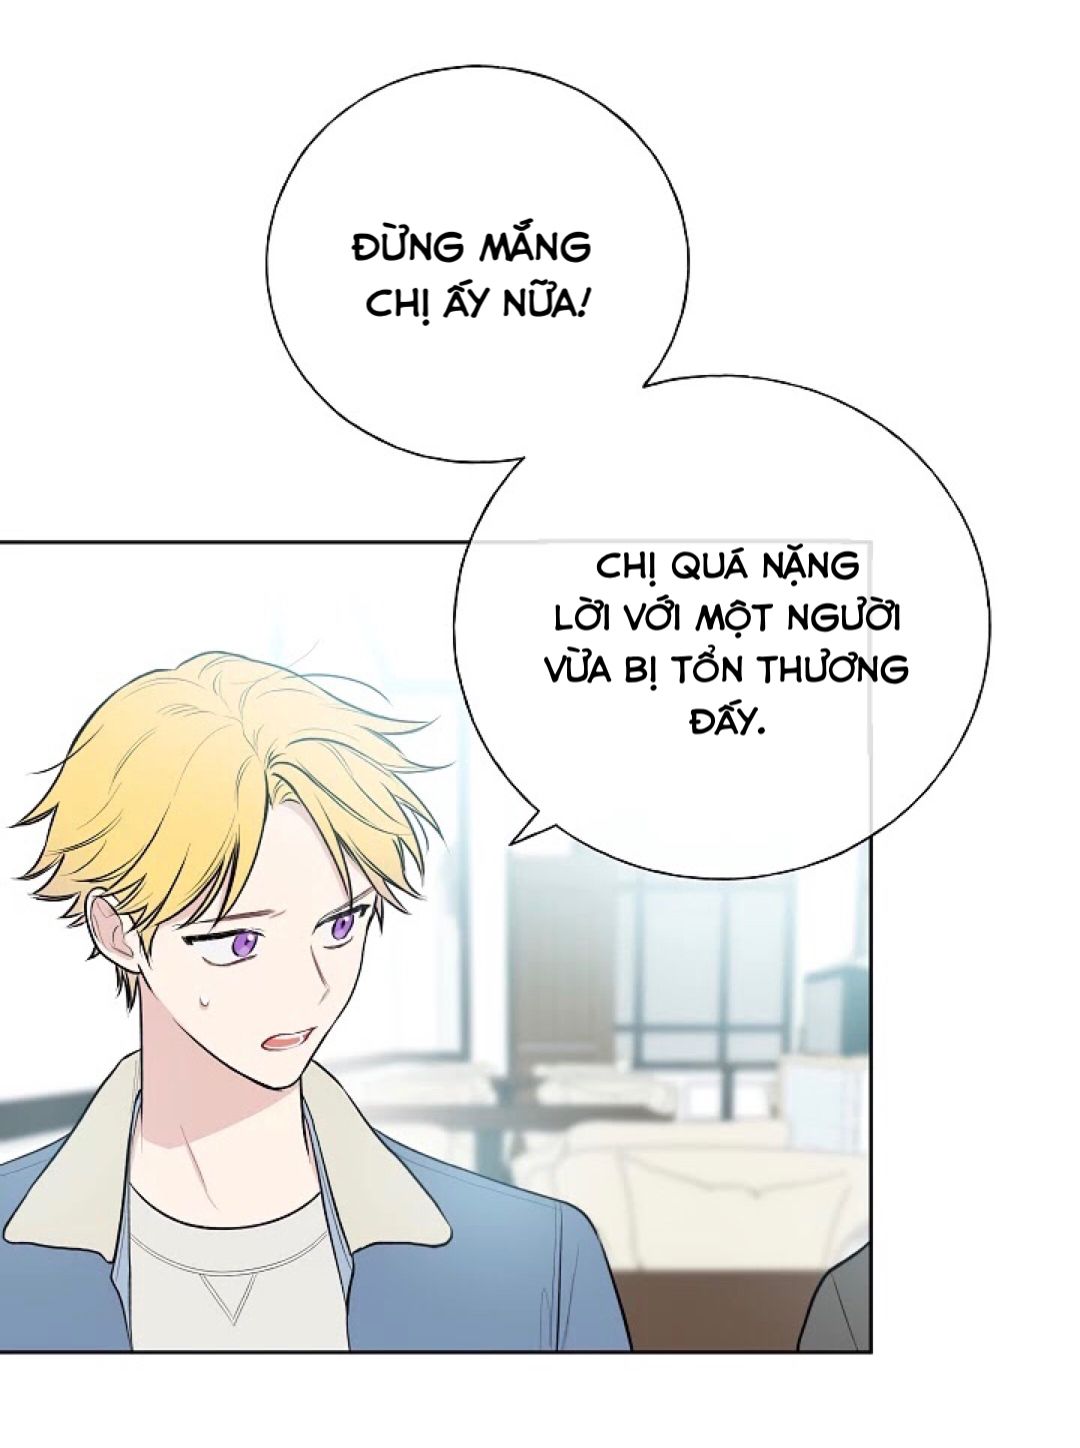 ĐỪNG MẮNG
CHỊ ẤY NỮA!
CHỊ QUÁ NẶNG
LỜI VỚI MỘT NGƯỜI
VỪA BỊ TỔN THƯƠNG
ĐẤY.